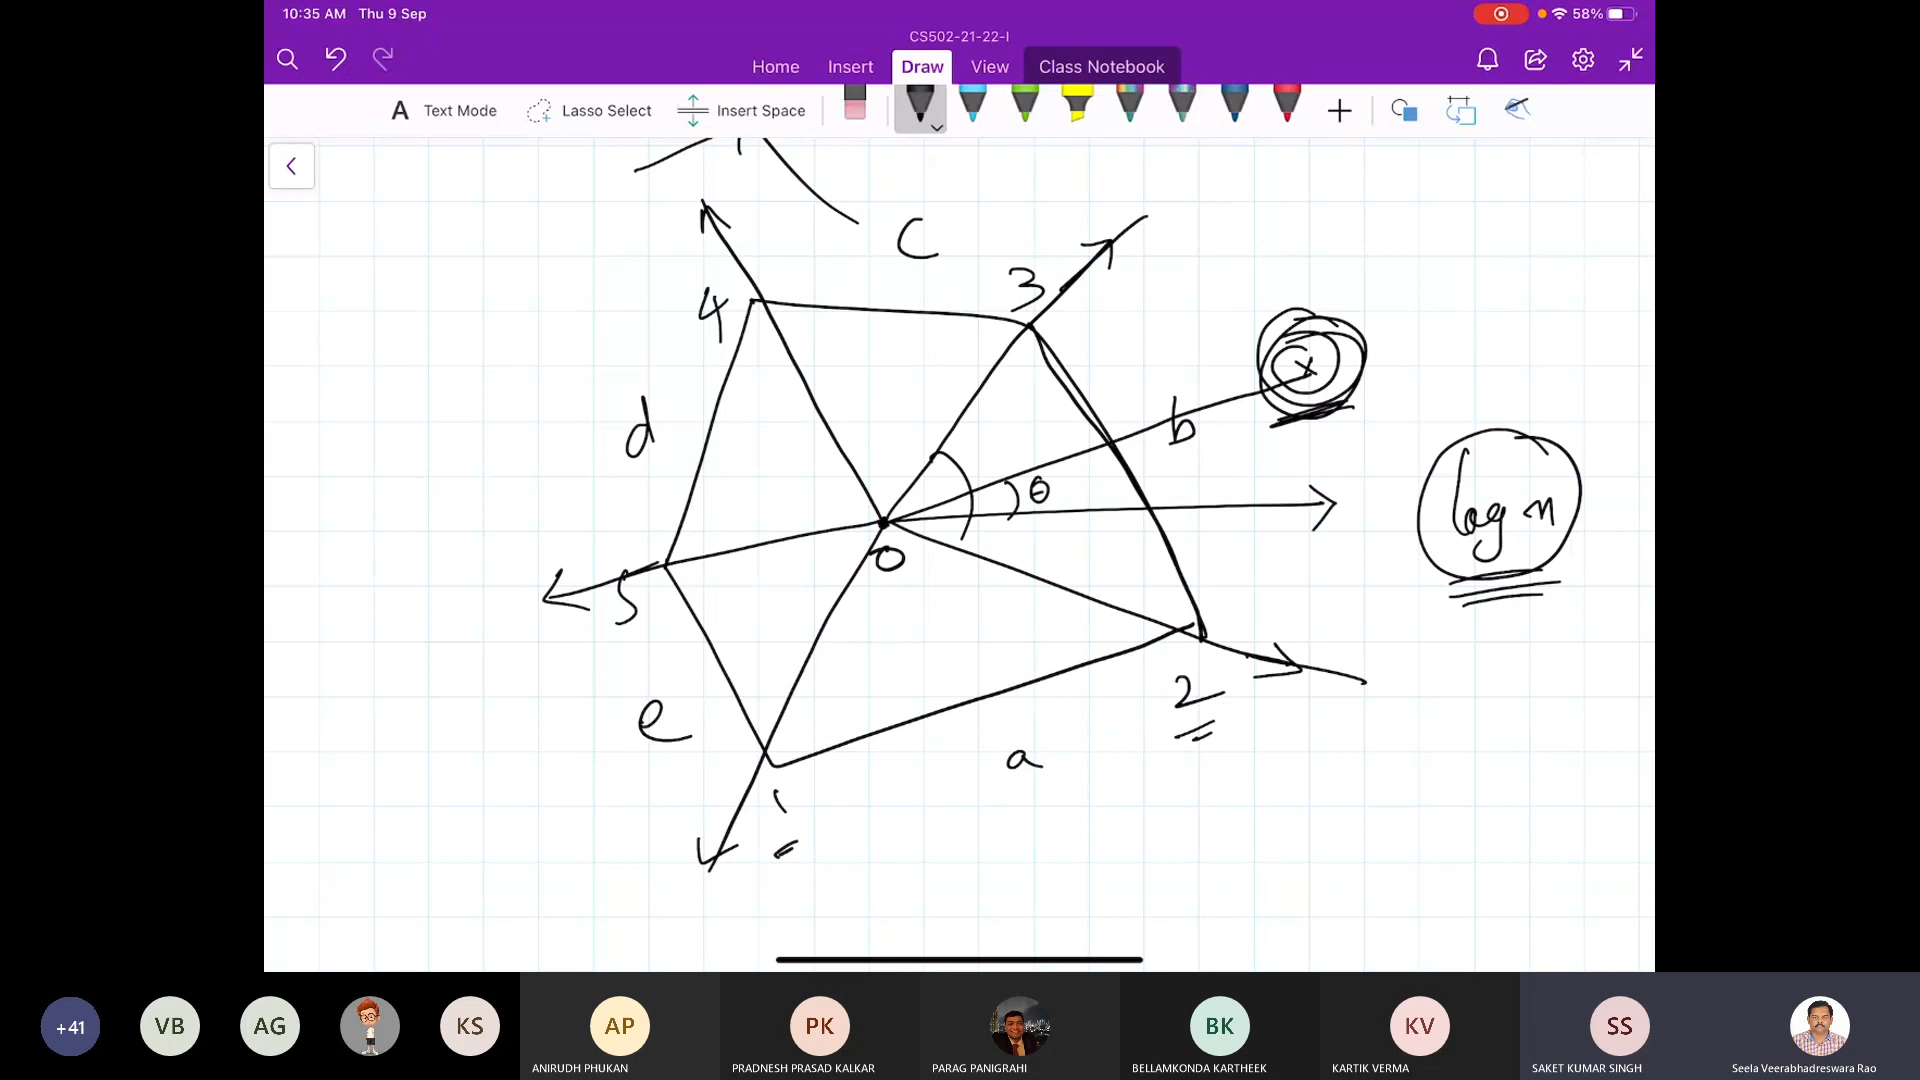 10:35 AM Thu 9 Sep
58%
CS502-21-22-I
Home Insert Draw View Class Notebook
A Text Mode Lasso Select Insert Space
C
3
4
x
d
b
θ
log n
0
5
2
e
a
1
+41 VB AG KS AP PK BK KV SS
ANIRUDH PHUKAN PRADNESH PRASAD KALKAR PARAG PANIGRAHI BELLAMKONDA KARTHEEK KARTIK VERMA SAKET KUMAR SINGH Seela Veerabhadreswara Rao